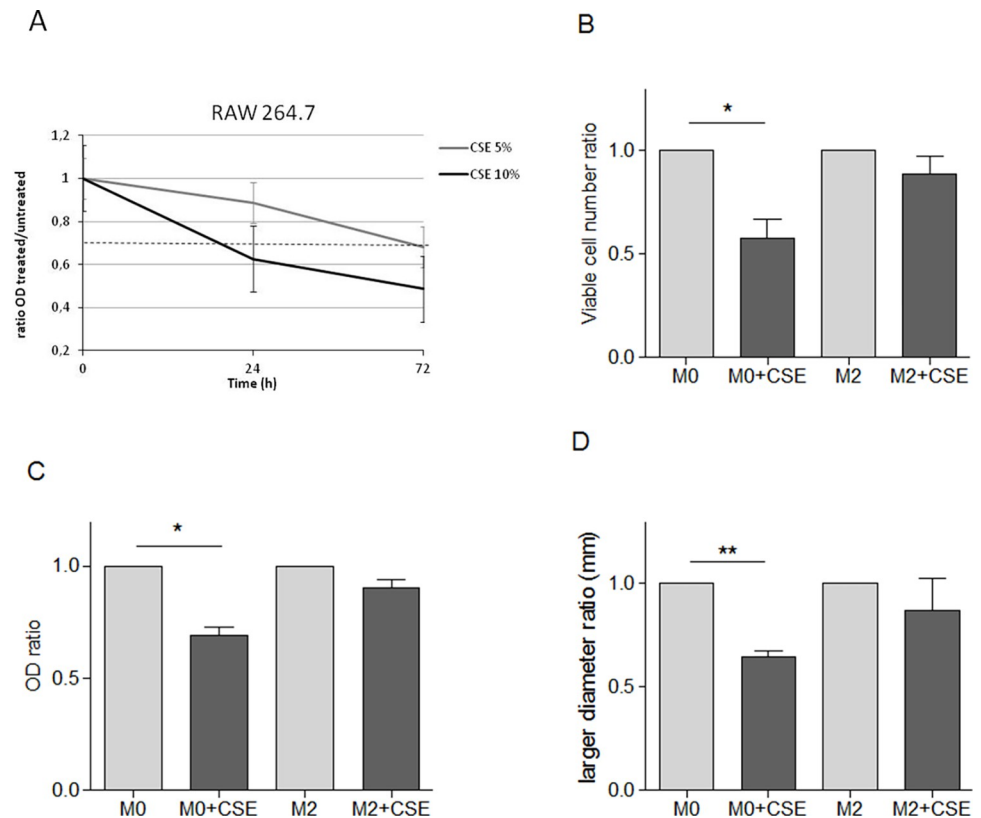 A
RAW 264.7
ratio OD treated/untreated
1,2
1
0.8
0.6
0.4
0,2
0
24
72
Time (h)
CSE 5%
CSE 10%
B
Viable cell number ratio
1.0
0.5
0.0
*
M0
M0+CSE
M2
M2+CSE
C
OD ratio
1.0
0.5
0.0
*
M0
M0+CSE
M2
M2+CSE
D
larger diameter ratio (mm)
1.0
0.5
0.0
**
M0
M0+CSE
M2
M2+CSE